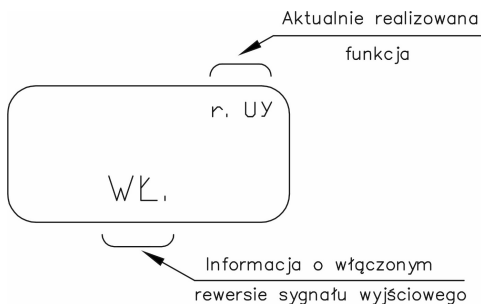 Aktualnie realizowana
funkcja
r. UY
WŁ.
Informacja o włączonym
rewersie sygnału wyjściowego